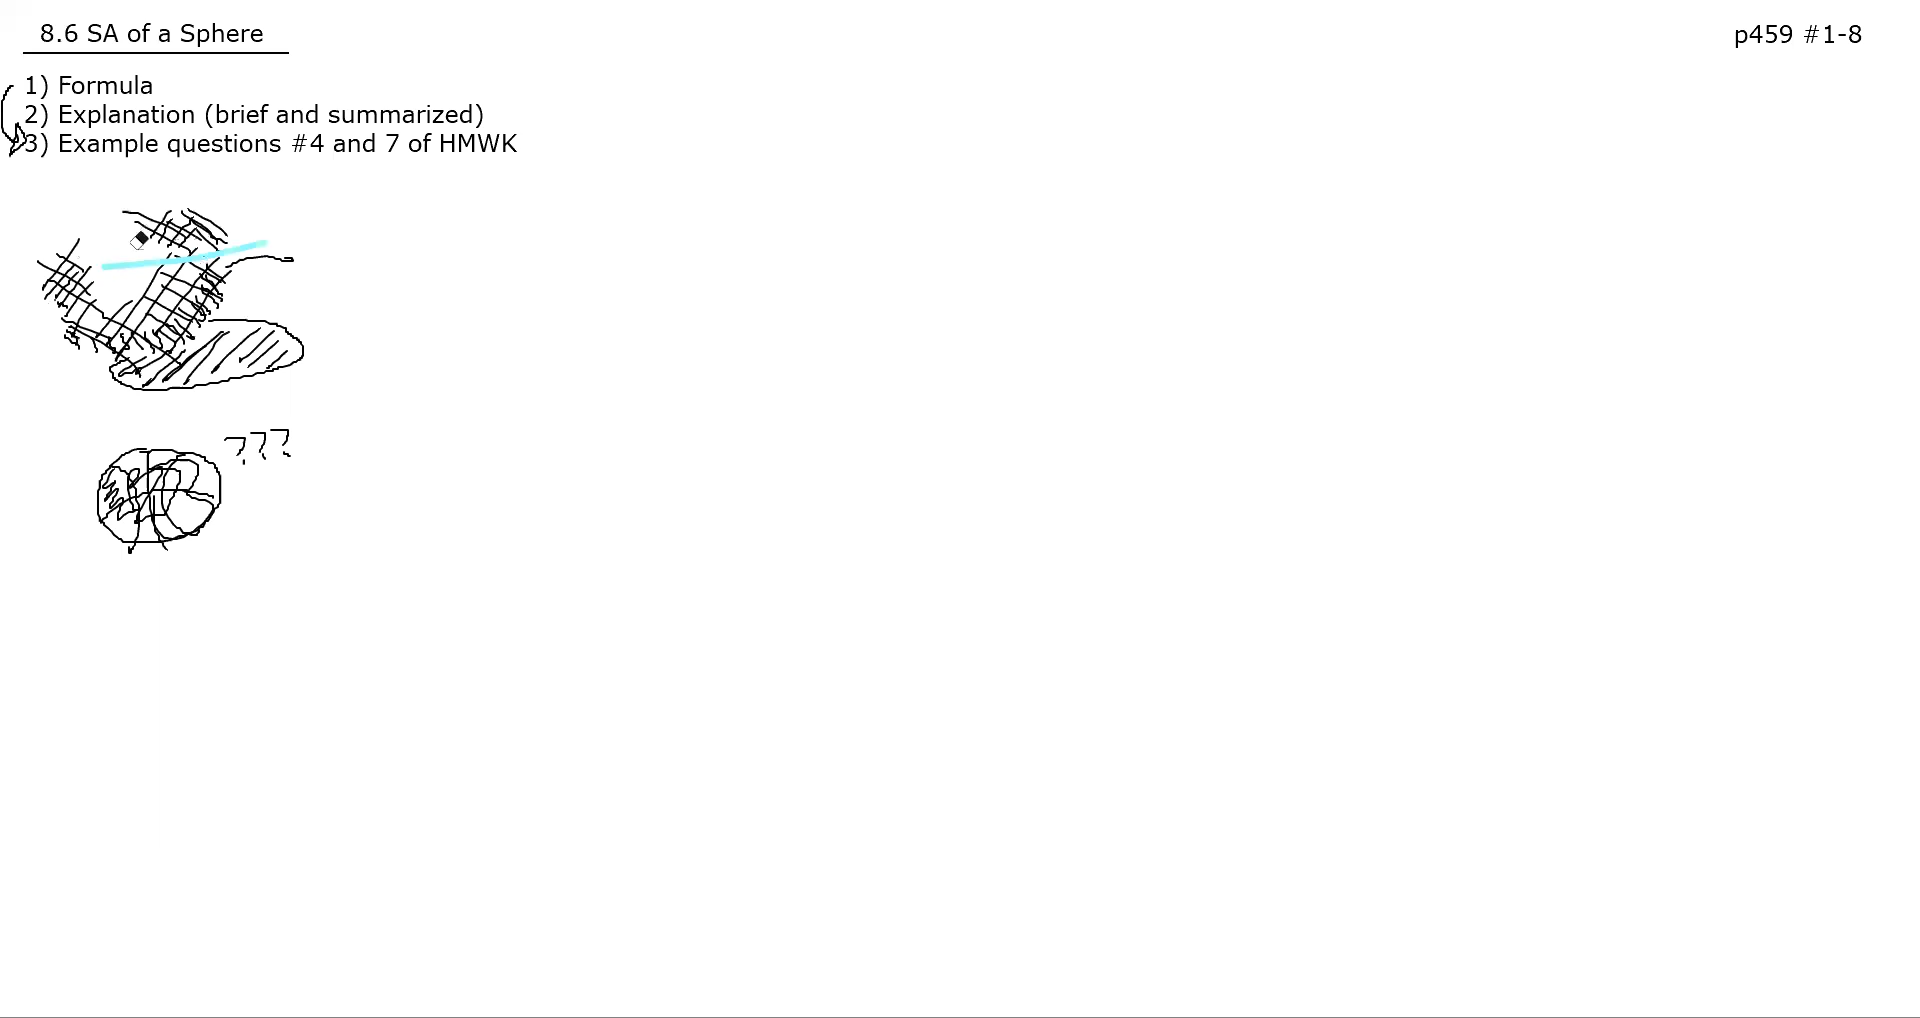 8.6 SA of a Sphere
p459 #1-8
1) Formula
2) Explanation (brief and summarized)
3) Example questions #4 and 7 of HMWK
???